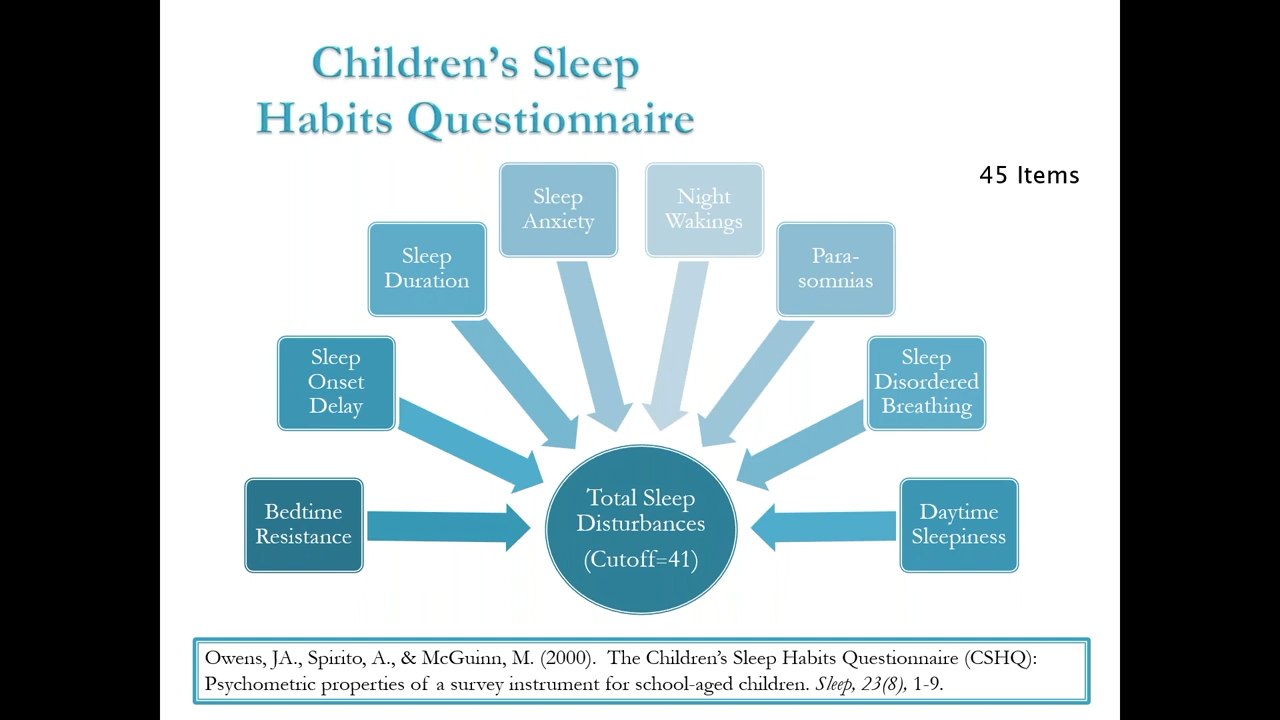 Children's Sleep
Habits Questionnaire
45 Items
Sleep
Anxiety
Night
Wakings
Sleep
Duration
Para-
somnias
Sleep
Onset
Delay
Sleep
Disordered
Breathing
Bedtime
Resistance
Total Sleep
Disturbances
(Cutoff=41)
Daytime
Sleepiness
Owens, JA., Spirito, A., & McGuinn, M. (2000).  The Children's Sleep Habits Questionnaire (CSHQ):
Psychometric properties of a survey instrument for school-aged children. Sleep, 23(8), 1-9.